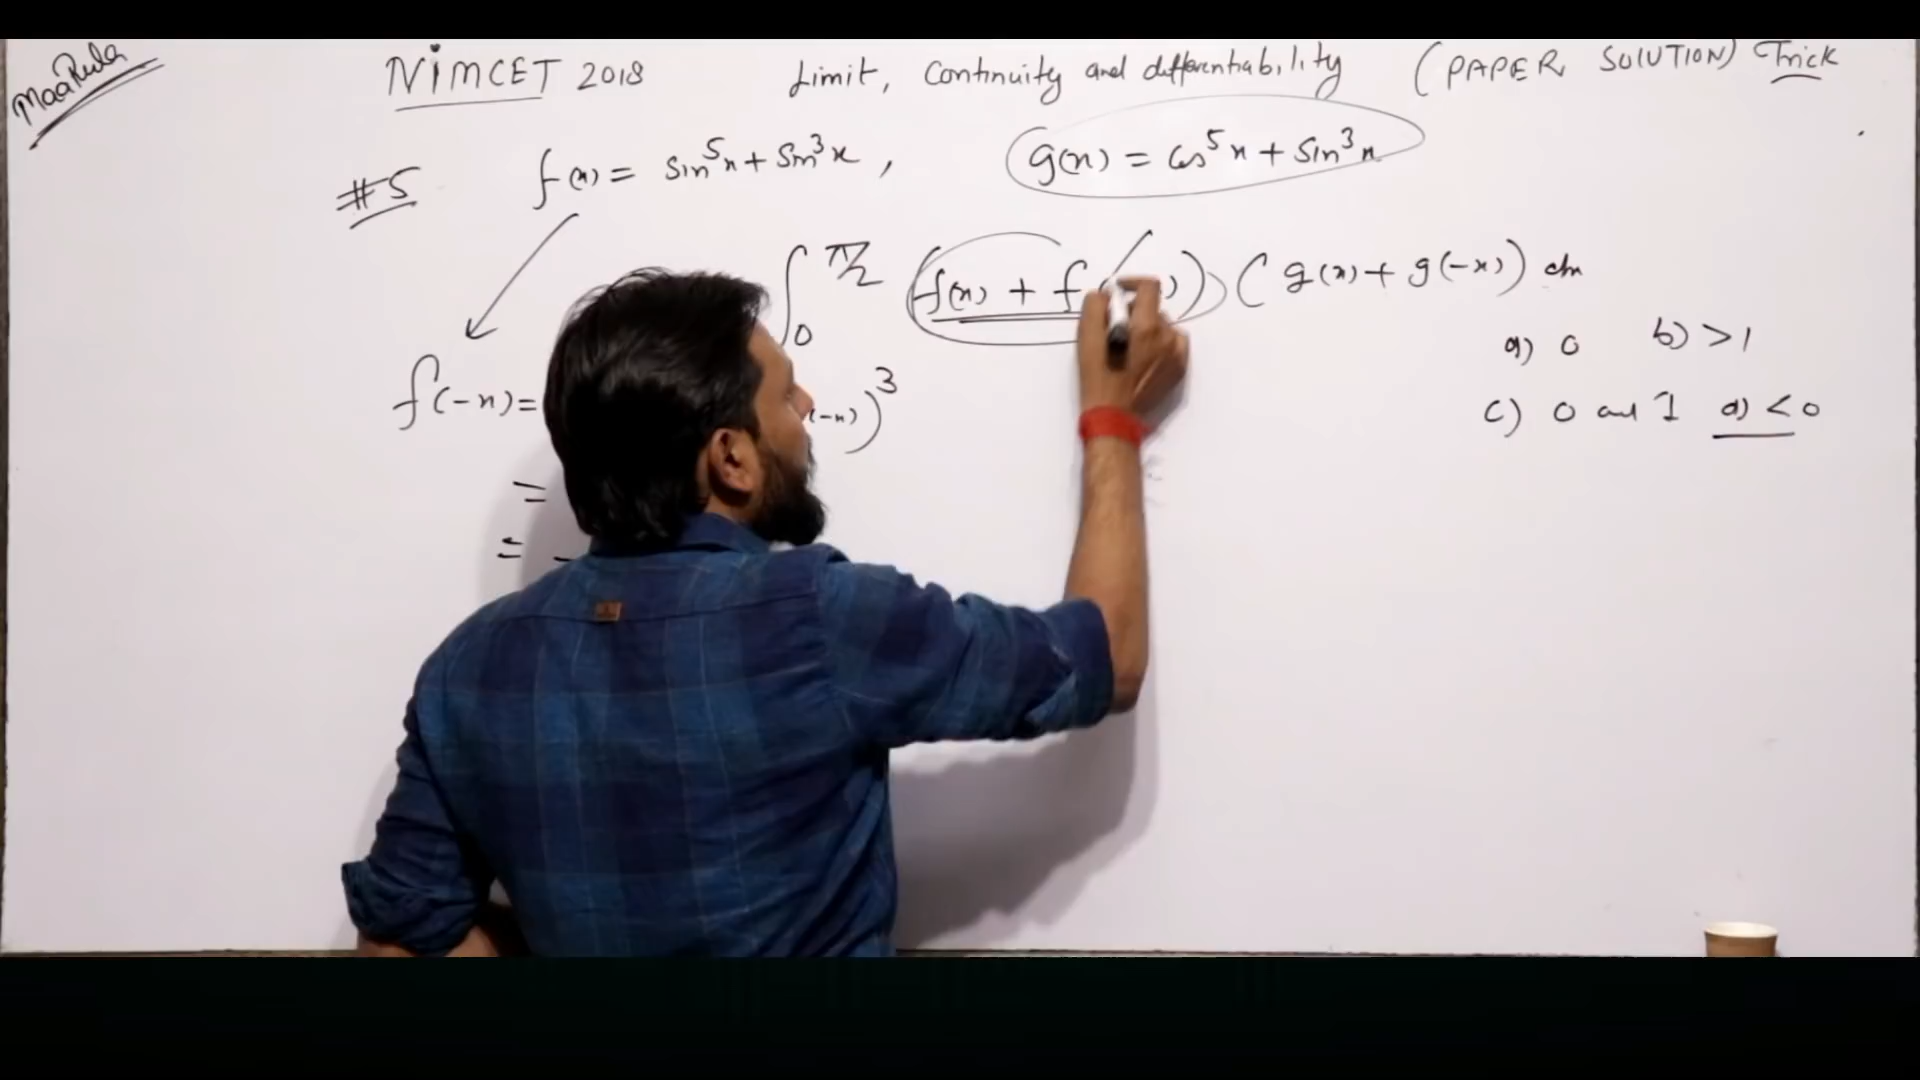 MaaRula
NIMCET 2018 Limit, Continuity and differentiability (PAPER SOLUTION) Trick
#5 f(x) = sin⁵x + sin³x , g(x) = cos⁵x + sin³x
∫₀^π/2 (f(x) + f( )) (g(x) + g(-x)) dx
a) 0 b) >1
f(-x) = (-x))³
c) 0 and 1 d) <0
=
= -